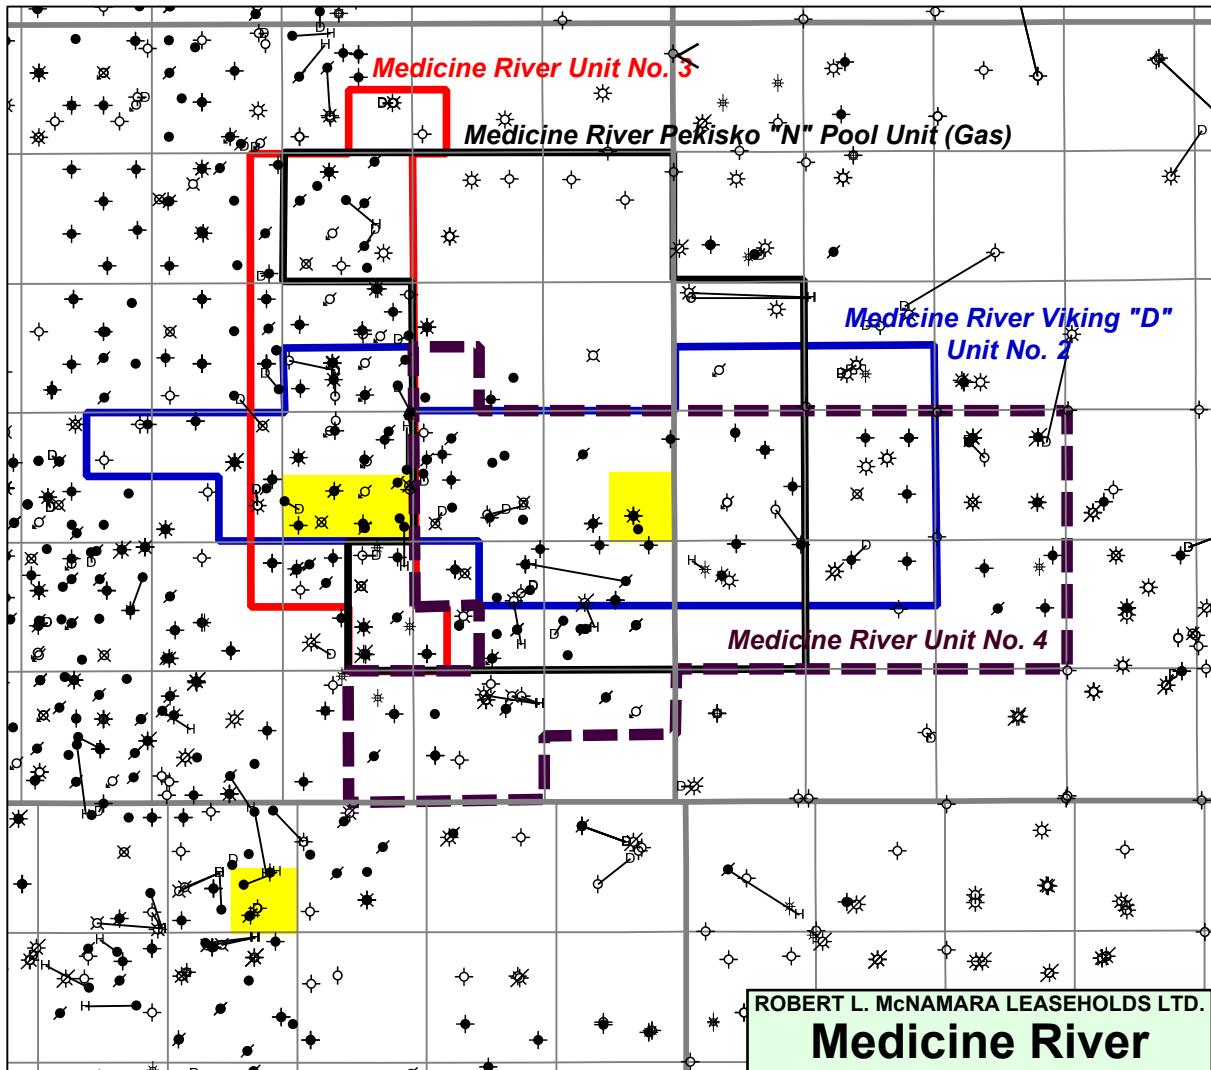 Medicine River Unit No. 3
Medicine River Pekisko "N" Pool Unit (Gas)
Medicine River Viking "D"
Unit No. 2
Medicine River Unit No. 4
ROBERT L. McNAMARA LEASEHOLDS LTD.
Medicine River